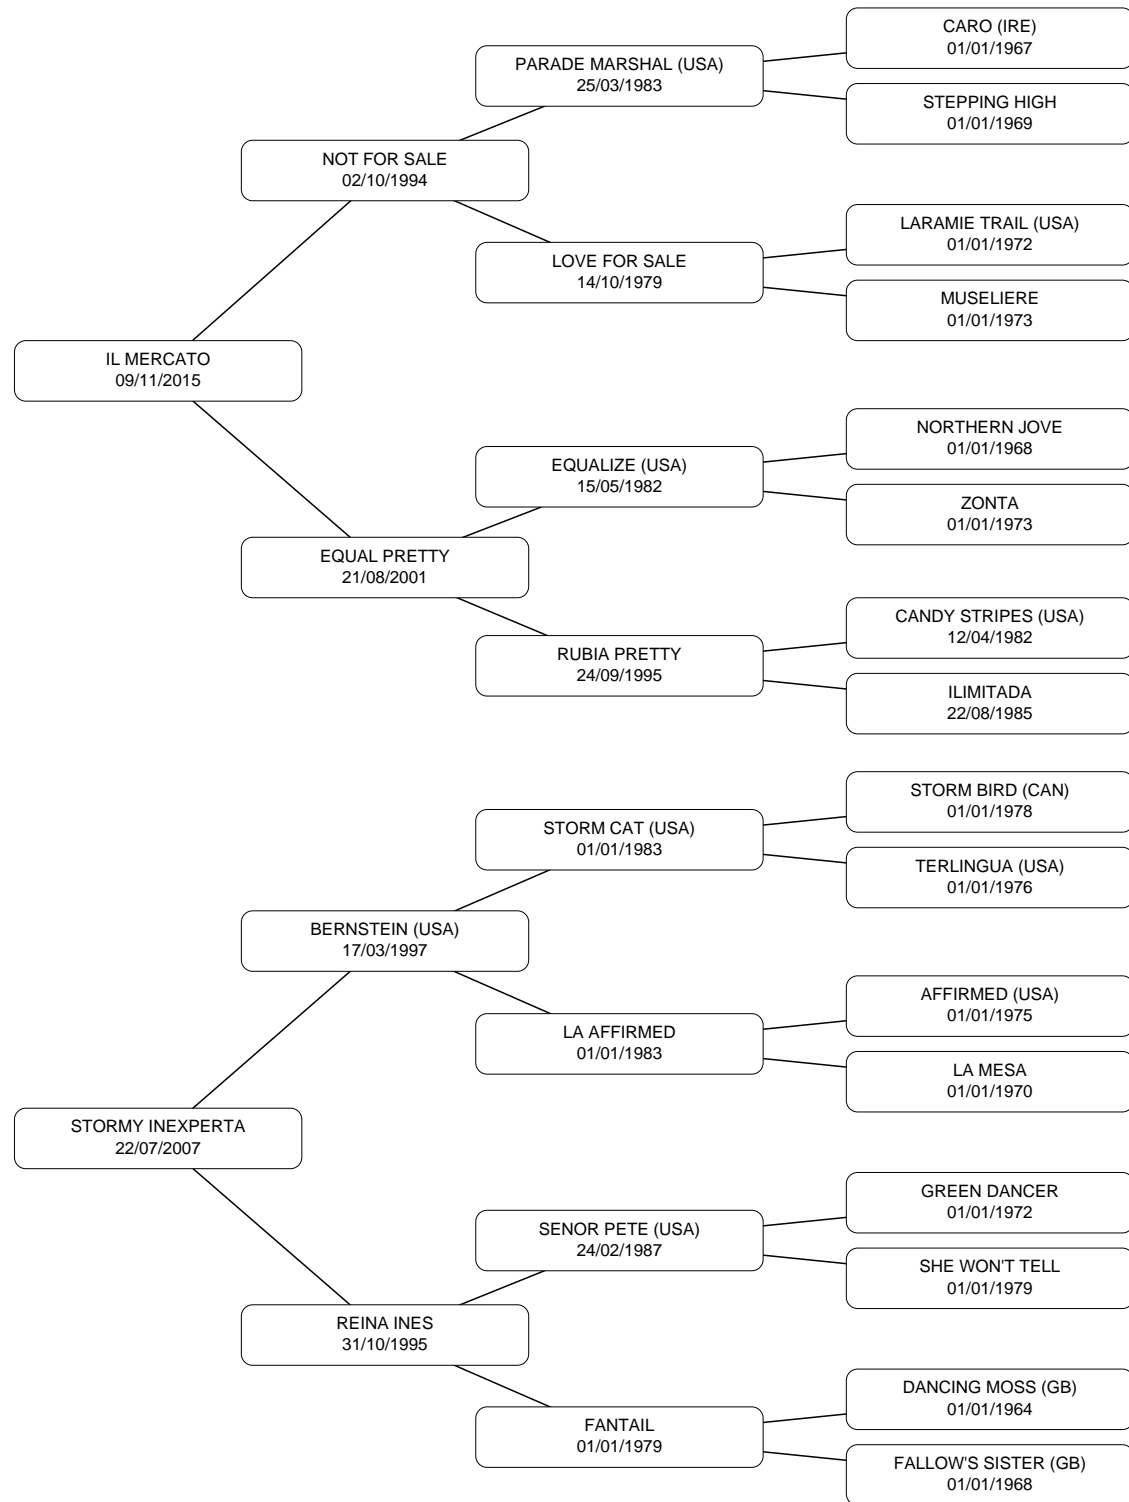 CARO (IRE)
01/01/1967
PARADE MARSHAL (USA)
25/03/1983
STEPPING HIGH
01/01/1969
NOT FOR SALE
02/10/1994
LARAMIE TRAIL (USA)
01/01/1972
LOVE FOR SALE
14/10/1979
MUSELIERE
01/01/1973
IL MERCATO
09/11/2015
NORTHERN JOVE
01/01/1968
EQUALIZE (USA)
15/05/1982
ZONTA
01/01/1973
EQUAL PRETTY
21/08/2001
CANDY STRIPES (USA)
12/04/1982
RUBIA PRETTY
24/09/1995
ILIMITADA
22/08/1985
STORM BIRD (CAN)
01/01/1978
STORM CAT (USA)
01/01/1983
TERLINGUA (USA)
01/01/1976
BERNSTEIN (USA)
17/03/1997
AFFIRMED (USA)
01/01/1975
LA AFFIRMED
01/01/1983
LA MESA
01/01/1970
STORMY INEXPERTA
22/07/2007
GREEN DANCER
01/01/1972
SENOR PETE (USA)
24/02/1987
SHE WON'T TELL
01/01/1979
REINA INES
31/10/1995
DANCING MOSS (GB)
01/01/1964
FANTAIL
01/01/1979
FALLOW'S SISTER (GB)
01/01/1968